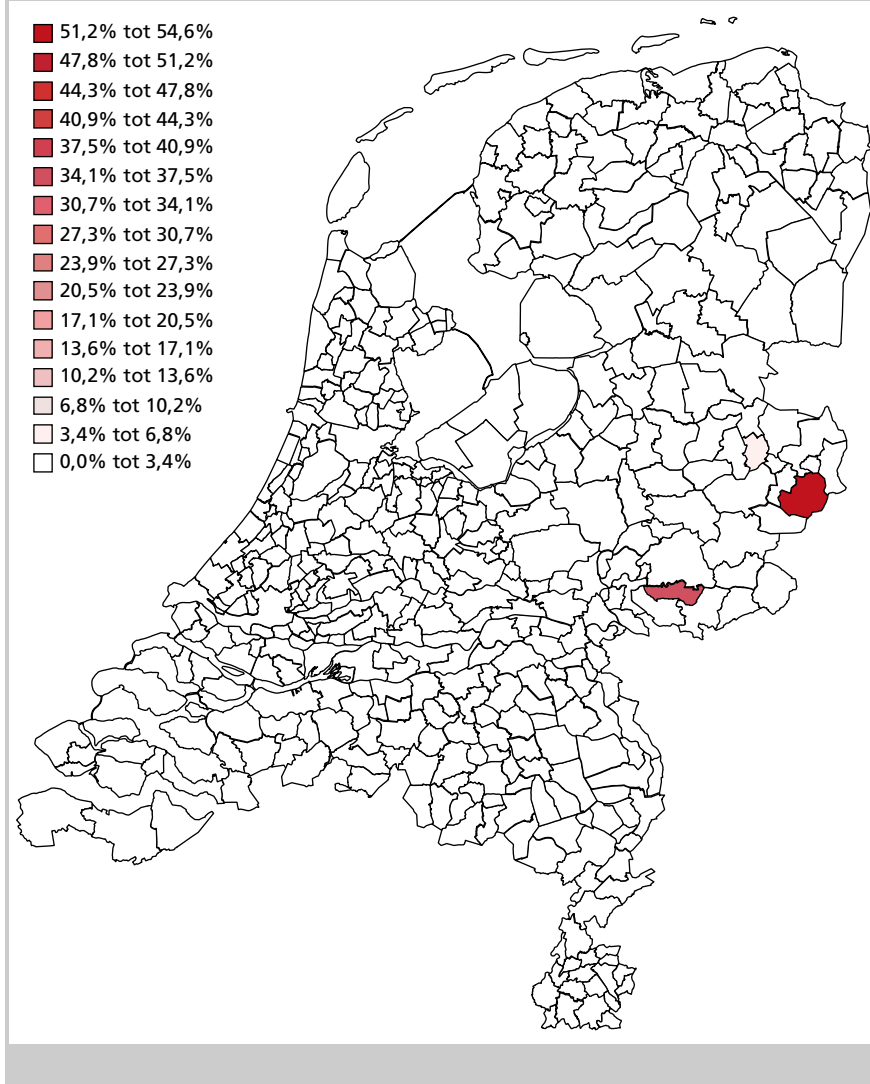 51,2% tot 54,6%
47,8% tot 51,2%
44,3% tot 47,8%
40,9% tot 44,3%
37,5% tot 40,9%
34,1% tot 37,5%
30,7% tot 34,1%
27,3% tot 30,7%
23,9% tot 27,3%
20,5% tot 23,9%
17,1% tot 20,5%
13,6% tot 17,1%
10,2% tot 13,6%
6,8% tot 10,2%
3,4% tot 6,8%
0,0% tot 3,4%